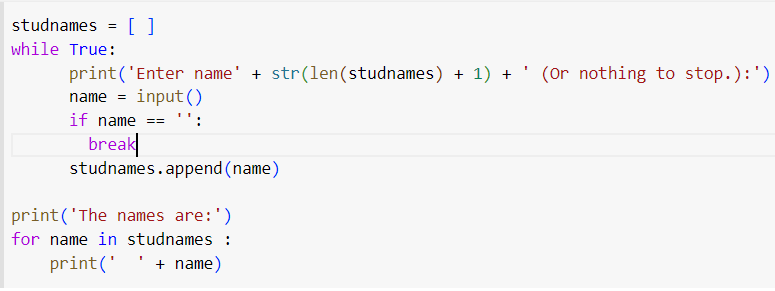 studnames = [ ]
while True:
      print('Enter name' + str(len(studnames) + 1) + ' (Or nothing to stop.):')
      name = input()
      if name == '':
        break
      studnames.append(name)

print('The names are:')
for name in studnames :
    print('  ' + name)